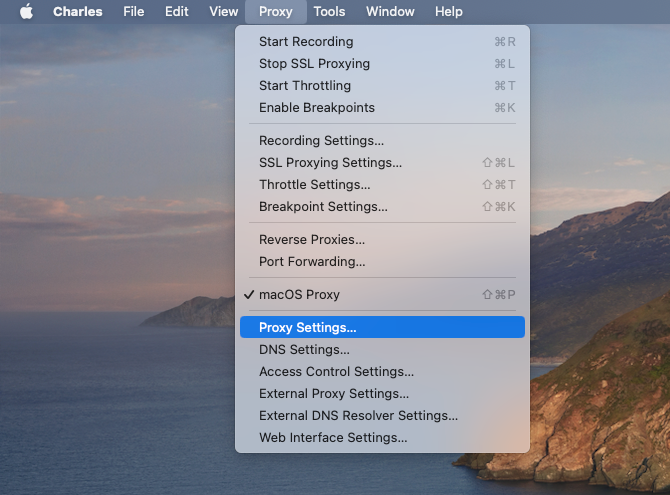 Charles File Edit View Proxy Tools Window Help
Start Recording ⌘R
Stop SSL Proxying ⌘L
Start Throttling ⌘T
Enable Breakpoints ⌘K
Recording Settings...
SSL Proxying Settings... ⇧⌘L
Throttle Settings... ⇧⌘T
Breakpoint Settings... ⇧⌘K
Reverse Proxies...
Port Forwarding...
✓ macOS Proxy ⇧⌘P
Proxy Settings...
DNS Settings...
Access Control Settings...
External Proxy Settings...
External DNS Resolver Settings...
Web Interface Settings...